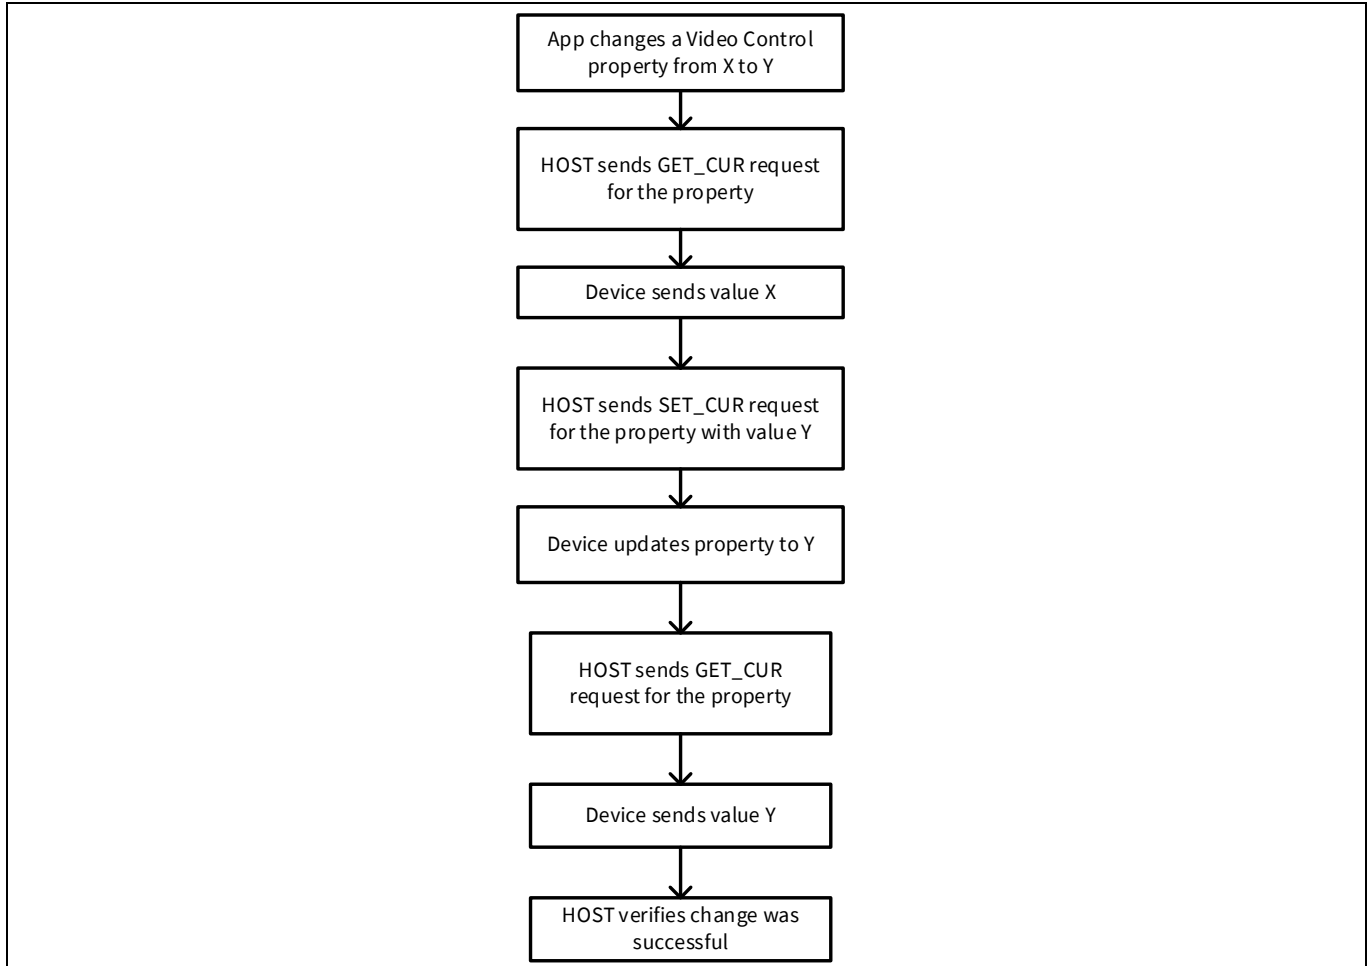 App changes a Video Control
property from X to Y
HOST sends GET_CUR request
for the property
Device sends value X
HOST sends SET_CUR request
for the property with value Y
Device updates property to Y
HOST sends GET_CUR
request for the property
Device sends value Y
HOST verifies change was
successful